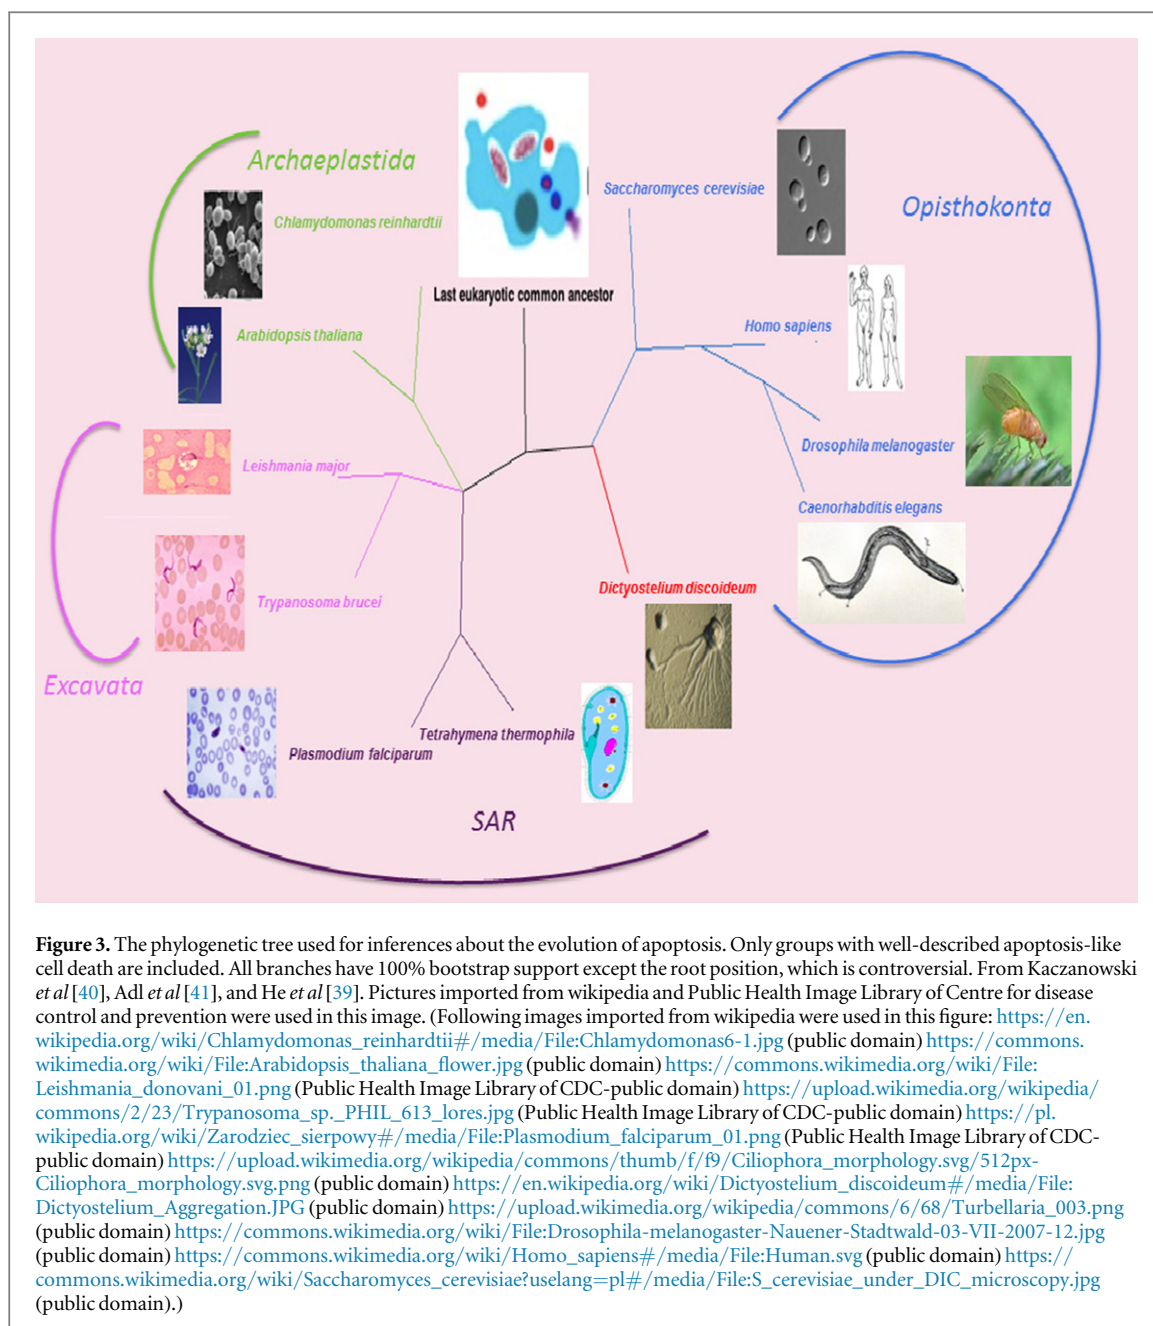 Archaeplastida
Chlamydomonas reinhardtii
Arabidopsis thaliana
Last eukaryotic common ancestor
Saccharomyces cerevisiae
Opisthokonta
Homo sapiens
Drosophila melanogaster
Caenorhabditis elegans
Leishmania major
Trypanosoma brucei
Excavata
Dictyostelium discoideum
Tetrahymena thermophila
Plasmodium falciparum
SAR
Figure 3. The phylogenetic tree used for inferences about the evolution of apoptosis. Only groups with well-described apoptosis-like
cell death are included. All branches have 100% bootstrap support except the root position, which is controversial. From Kaczanowski
et al [40], Adl et al [41], and He et al [39]. Pictures imported from wikipedia and Public Health Image Library of Centre for disease
control and prevention were used in this image. (Following images imported from wikipedia were used in this figure: https://en.
wikipedia.org/wiki/Chlamydomonas_reinhardtii#/media/File:Chlamydomonas6-1.jpg (public domain) https://commons.
wikimedia.org/wiki/File:Arabidopsis_thaliana_flower.jpg (public domain) https://commons.wikimedia.org/wiki/File:
Leishmania_donovani_01.png (Public Health Image Library of CDC-public domain) https://upload.wikimedia.org/wikipedia/
commons/2/23/Trypanosoma_sp._PHIL_613_lores.jpg (Public Health Image Library of CDC-public domain) https://pl.
wikipedia.org/wiki/Zarodziec_sierpowy#/media/File:Plasmodium_falciparum_01.png (Public Health Image Library of CDC-
public domain) https://upload.wikimedia.org/wikipedia/commons/thumb/f/f9/Ciliophora_morphology.svg/512px-
Ciliophora_morphology.svg.png (public domain) https://en.wikipedia.org/wiki/Dictyostelium_discoideum#/media/File:
Dictyostelium_Aggregation.JPG (public domain) https://upload.wikimedia.org/wikipedia/commons/6/68/Turbellaria_003.png
(public domain) https://commons.wikimedia.org/wiki/File:Drosophila-melanogaster-Nauener-Stadtwald-03-VII-2007-12.jpg
(public domain) https://commons.wikimedia.org/wiki/Homo_sapiens#/media/File:Human.svg (public domain) https://
commons.wikimedia.org/wiki/Saccharomyces_cerevisiae?uselang=pl#/media/File:S_cerevisiae_under_DIC_microscopy.jpg
(public domain).)